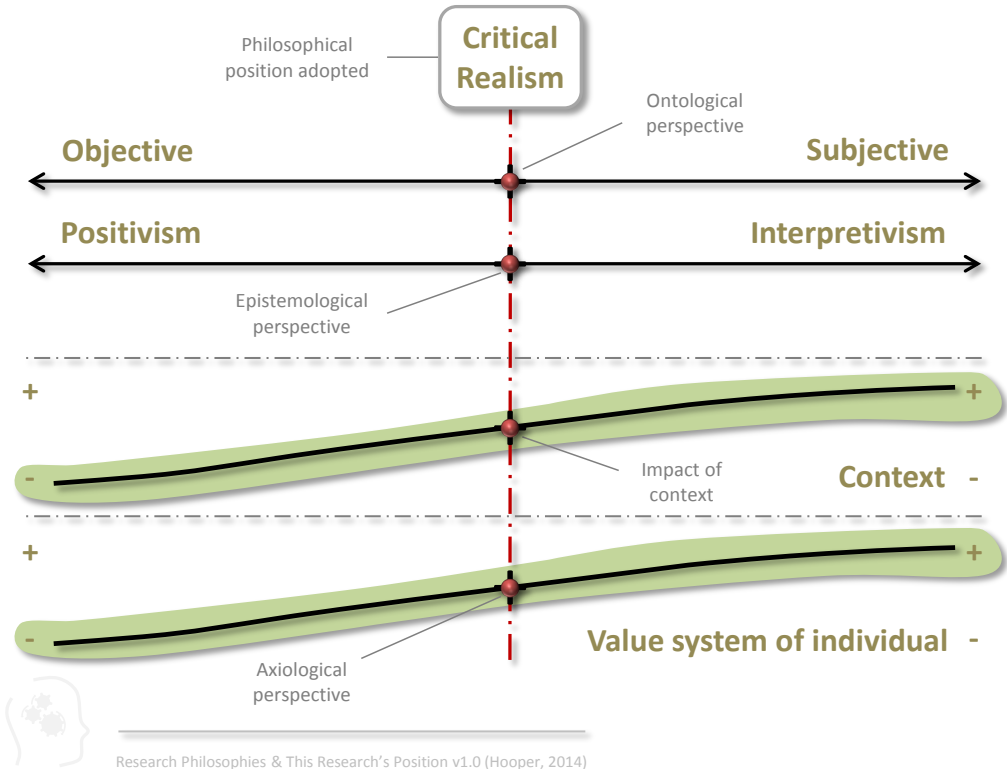 Philosophical
position adopted
Critical
Realism
Ontological
perspective
Objective
Subjective
Positivism
Interpretivism
Epistemological
perspective
+
+
-
Impact of
context
Context -
+
+
-
Value system of individual -
Axiological
perspective
Research Philosophies & This Research's Position v1.0 (Hooper, 2014)